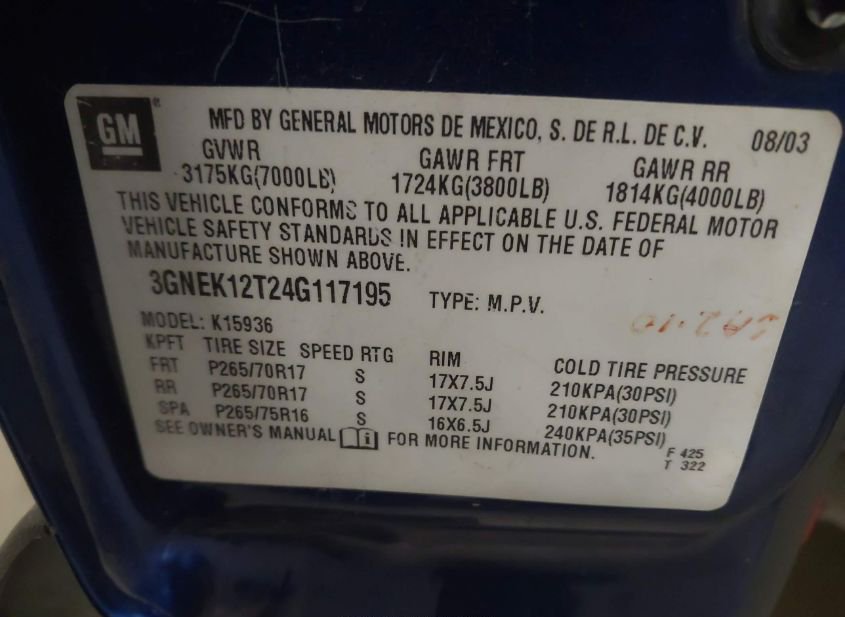 GM®
MFD BY GENERAL MOTORS DE MEXICO, S. DE R.L. DE C.V. 08/03
GVWR GAWR FRT GAWR RR
3175KG(7000LB) 1724KG(3800LB) 1814KG(4000LB)
THIS VEHICLE CONFORMS TO ALL APPLICABLE U.S. FEDERAL MOTOR
VEHICLE SAFETY STANDARDS IN EFFECT ON THE DATE OF
MANUFACTURE SHOWN ABOVE.
3GNEK12T24G117195 TYPE: M.P.V.
MODEL: K15936
KPFT TIRE SIZE SPEED RTG RIM COLD TIRE PRESSURE
FRT P265/70R17 S 17X7.5J 210KPA(30PSI)
RR P265/70R17 S 17X7.5J 210KPA(30PSI)
SPA P265/75R16 S 16X6.5J 240KPA(35PSI)
SEE OWNER'S MANUAL FOR MORE INFORMATION.
F 425
T 322